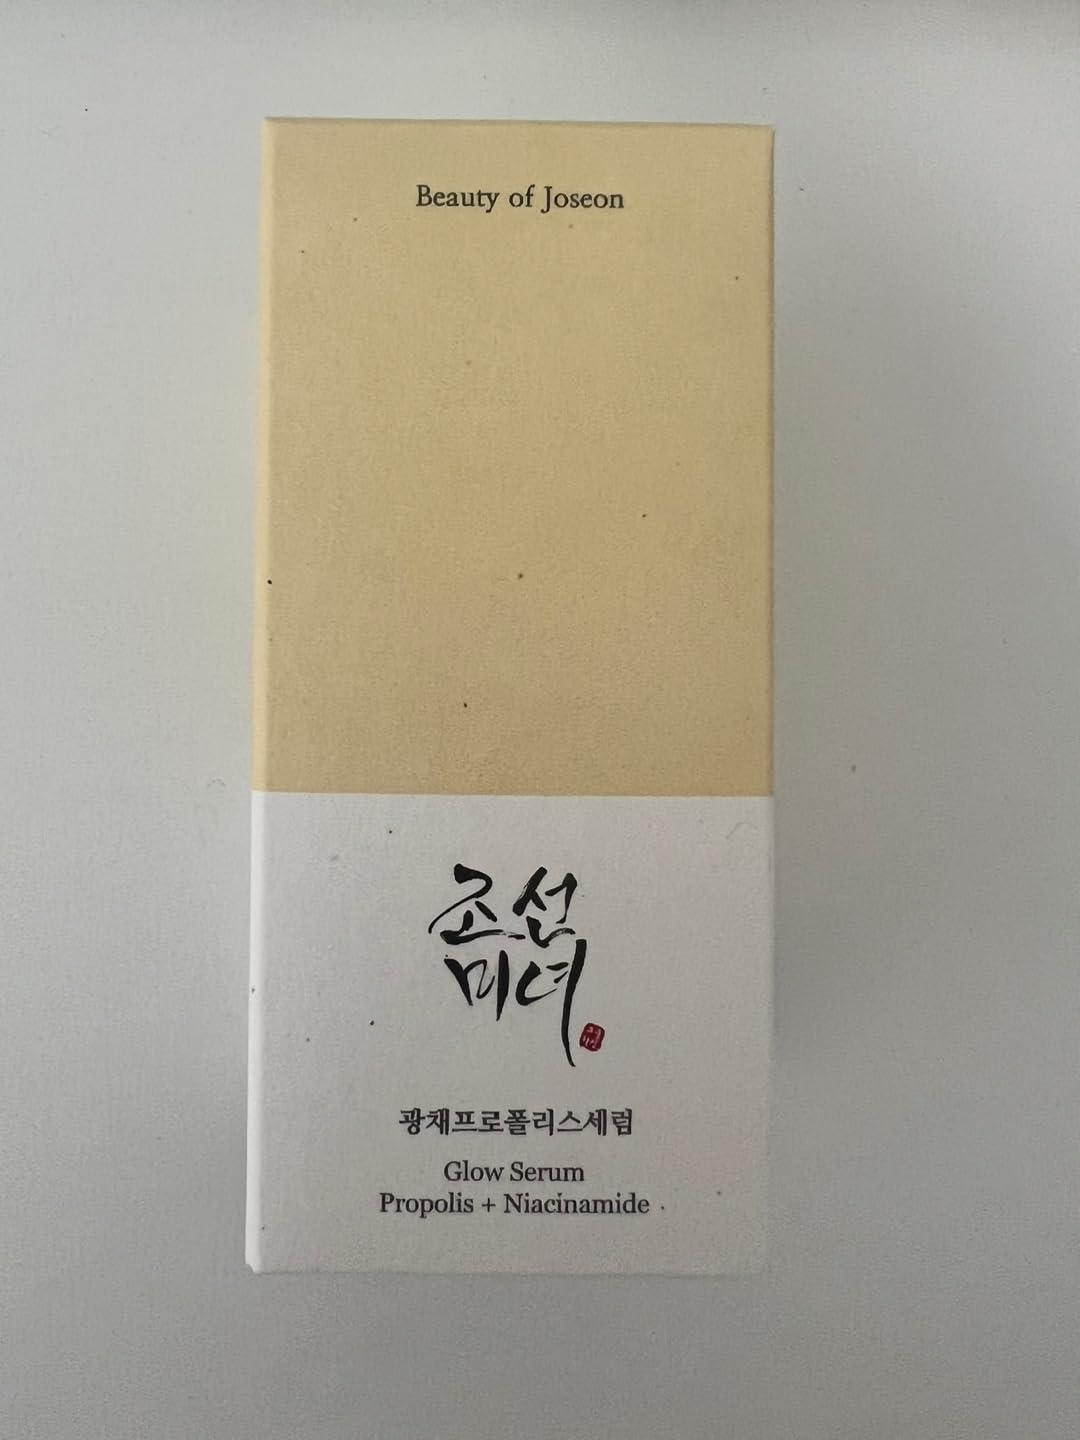 Beauty of Joseon
조선
미녀
광채프로폴리스세럼
Glow Serum
Propolis + Niacinamide